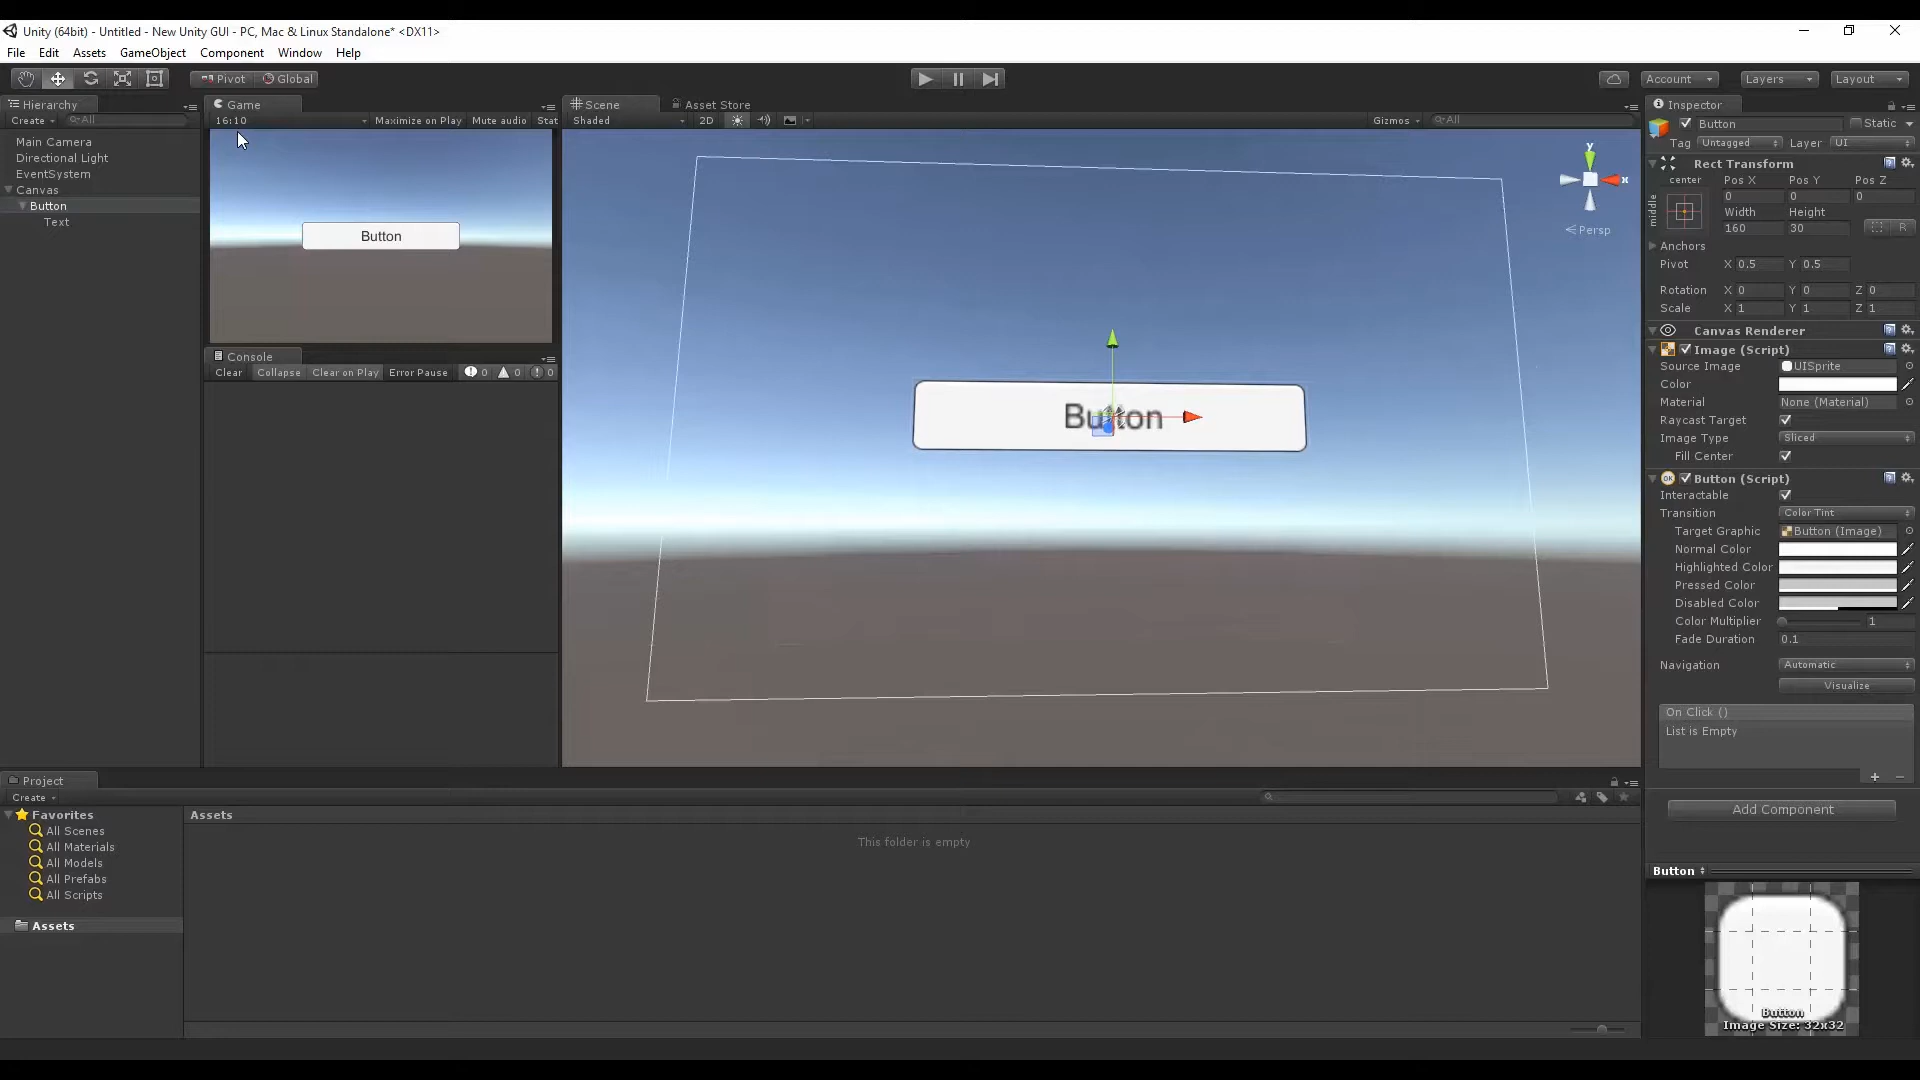 Unity (64bit) - Untitled - New Unity GUI - PC, Mac & Linux Standalone* <DX11>
File Edit Assets GameObject Component Window Help
Pivot Global Account Layers Layout
Hierarchy
Create All
Main Camera
Directional Light
EventSystem
Canvas
Button
Text
Game
16:10 Maximize on Play Mute audio Stat
Button
Console
Clear Collapse Clear on Play Error Pause 0 0 0
Scene Asset Store
Shaded 2D Gizmos All
y
x
Persp
Button
Inspector
Button Static
Tag Untagged Layer UI
Rect Transform
center Pos X Pos Y Pos Z
middle 0 0 0
Width Height
160 30 R
Anchors
Pivot X 0.5 Y 0.5
Rotation X 0 Y 0 Z 0
Scale X 1 Y 1 Z 1
Canvas Renderer
Image (Script)
Source Image UISprite
Color
Material None (Material)
Raycast Target
Image Type Sliced
Fill Center
OK Button (Script)
Interactable
Transition Color Tint
Target Graphic Button (Image)
Normal Color
Highlighted Color
Pressed Color
Disabled Color
Color Multiplier 1
Fade Duration 0.1
Navigation Automatic
Visualize
On Click ()
List is Empty
+ −
Add Component
Button
Button
Image Size: 32x32
Project
Create
Favorites
All Scenes
All Materials
All Models
All Prefabs
All Scripts
Assets
Assets
This folder is empty